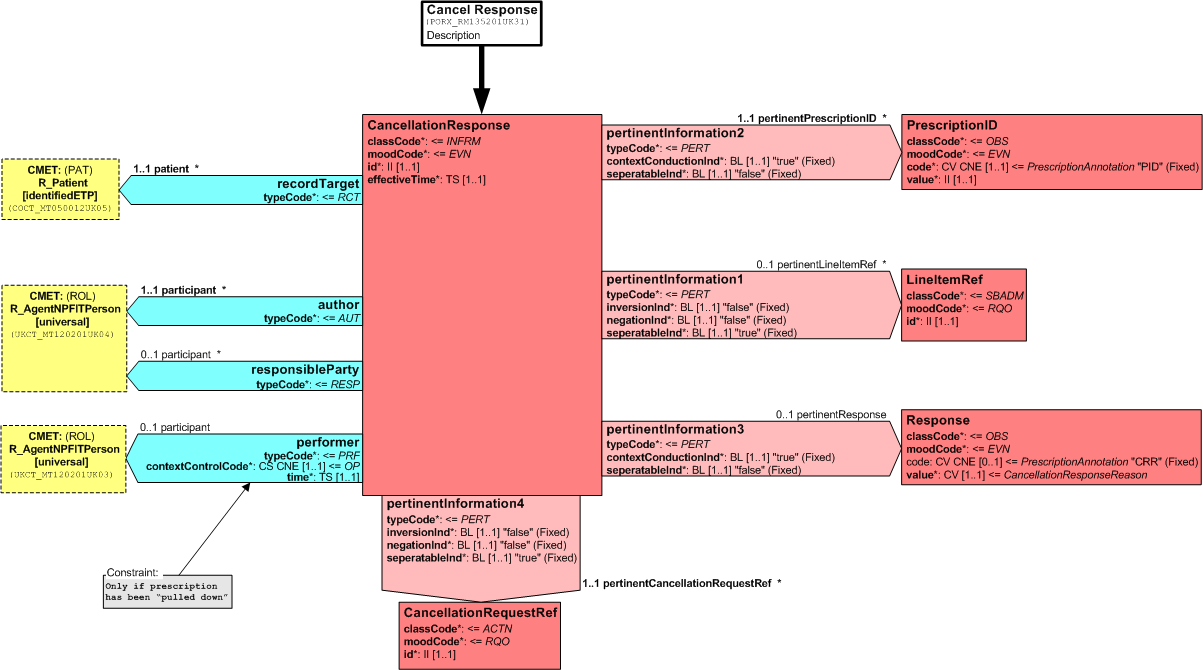 Cancel Response
(PORX_RM135201UK31)
Description
CancellationResponse
classCode*: <= INFRM
moodCode*: <= EVN
id*: II [1..1]
effectiveTime*: TS [1..1]
1..1 patient *
recordTarget
typeCode*: <= RCT
CMET: (PAT)
R_Patient
[identifiedETP]
(COCT_MT050012UK05)
1..1 participant *
author
typeCode*: <= AUT
CMET: (ROL)
R_AgentNPFITPerson
[universal]
(UKCT_MT120201UK04)
0..1 participant *
responsibleParty
typeCode*: <= RESP
0..1 participant
performer
typeCode*: <= PRF
contextControlCode*: CS CNE [1..1] <= OP
time*: TS [1..1]
CMET: (ROL)
R_AgentNPFITPerson
[universal]
(UKCT_MT120201UK03)
Constraint:
Only if prescription
has been "pulled down"
1..1 pertinentPrescriptionID *
pertinentInformation2
typeCode*: <= PERT
contextConductionInd*: BL [1..1] "true" (Fixed)
seperatableInd*: BL [1..1] "false" (Fixed)
PrescriptionID
classCode*: <= OBS
moodCode*: <= EVN
code*: CV CNE [1..1] <= PrescriptionAnnotation "PID" (Fixed)
value*: II [1..1]
0..1 pertinentLineItemRef *
pertinentInformation1
typeCode*: <= PERT
inversionInd*: BL [1..1] "false" (Fixed)
negationInd*: BL [1..1] "false" (Fixed)
seperatableInd*: BL [1..1] "true" (Fixed)
LineItemRef
classCode*: <= SBADM
moodCode*: <= RQO
id*: II [1..1]
0..1 pertinentResponse
pertinentInformation3
typeCode*: <= PERT
contextConductionInd*: BL [1..1] "true" (Fixed)
seperatableInd*: BL [1..1] "false" (Fixed)
Response
classCode*: <= OBS
moodCode*: <= EVN
code: CV CNE [0..1] <= PrescriptionAnnotation "CRR" (Fixed)
value*: CV [1..1] <= CancellationResponseReason
pertinentInformation4
typeCode*: <= PERT
inversionInd*: BL [1..1] "false" (Fixed)
negationInd*: BL [1..1] "false" (Fixed)
seperatableInd*: BL [1..1] "true" (Fixed)
1..1 pertinentCancellationRequestRef *
CancellationRequestRef
classCode*: <= ACTN
moodCode*: <= RQO
id*: II [1..1]